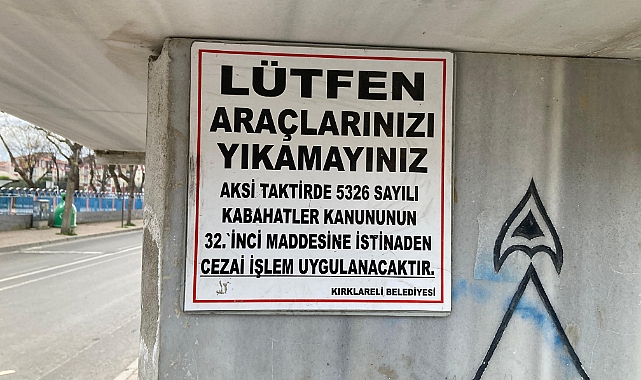 LÜTFEN
ARAÇLARINIZI
YIKAMAYINIZ
AKSİ TAKTİRDE 5326 SAYILI
KABAHATLER KANUNUNUN
32.`İNCİ MADDESİNE İSTİNADEN
CEZAİ İŞLEM UYGULANACAKTIR.
KIRKLARELİ BELEDİYESİ